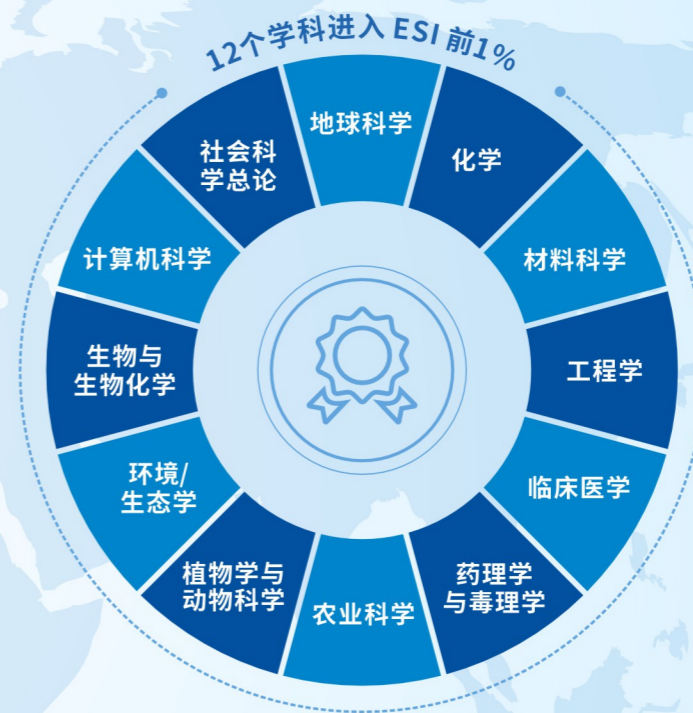 12个学科进入 ESI 前1%
地球科学
化学
材料科学
工程学
临床医学
药理学
与毒理学
农业科学
植物学与
动物科学
环境/
生态学
生物与
生物化学
计算机科学
社会科
学总论